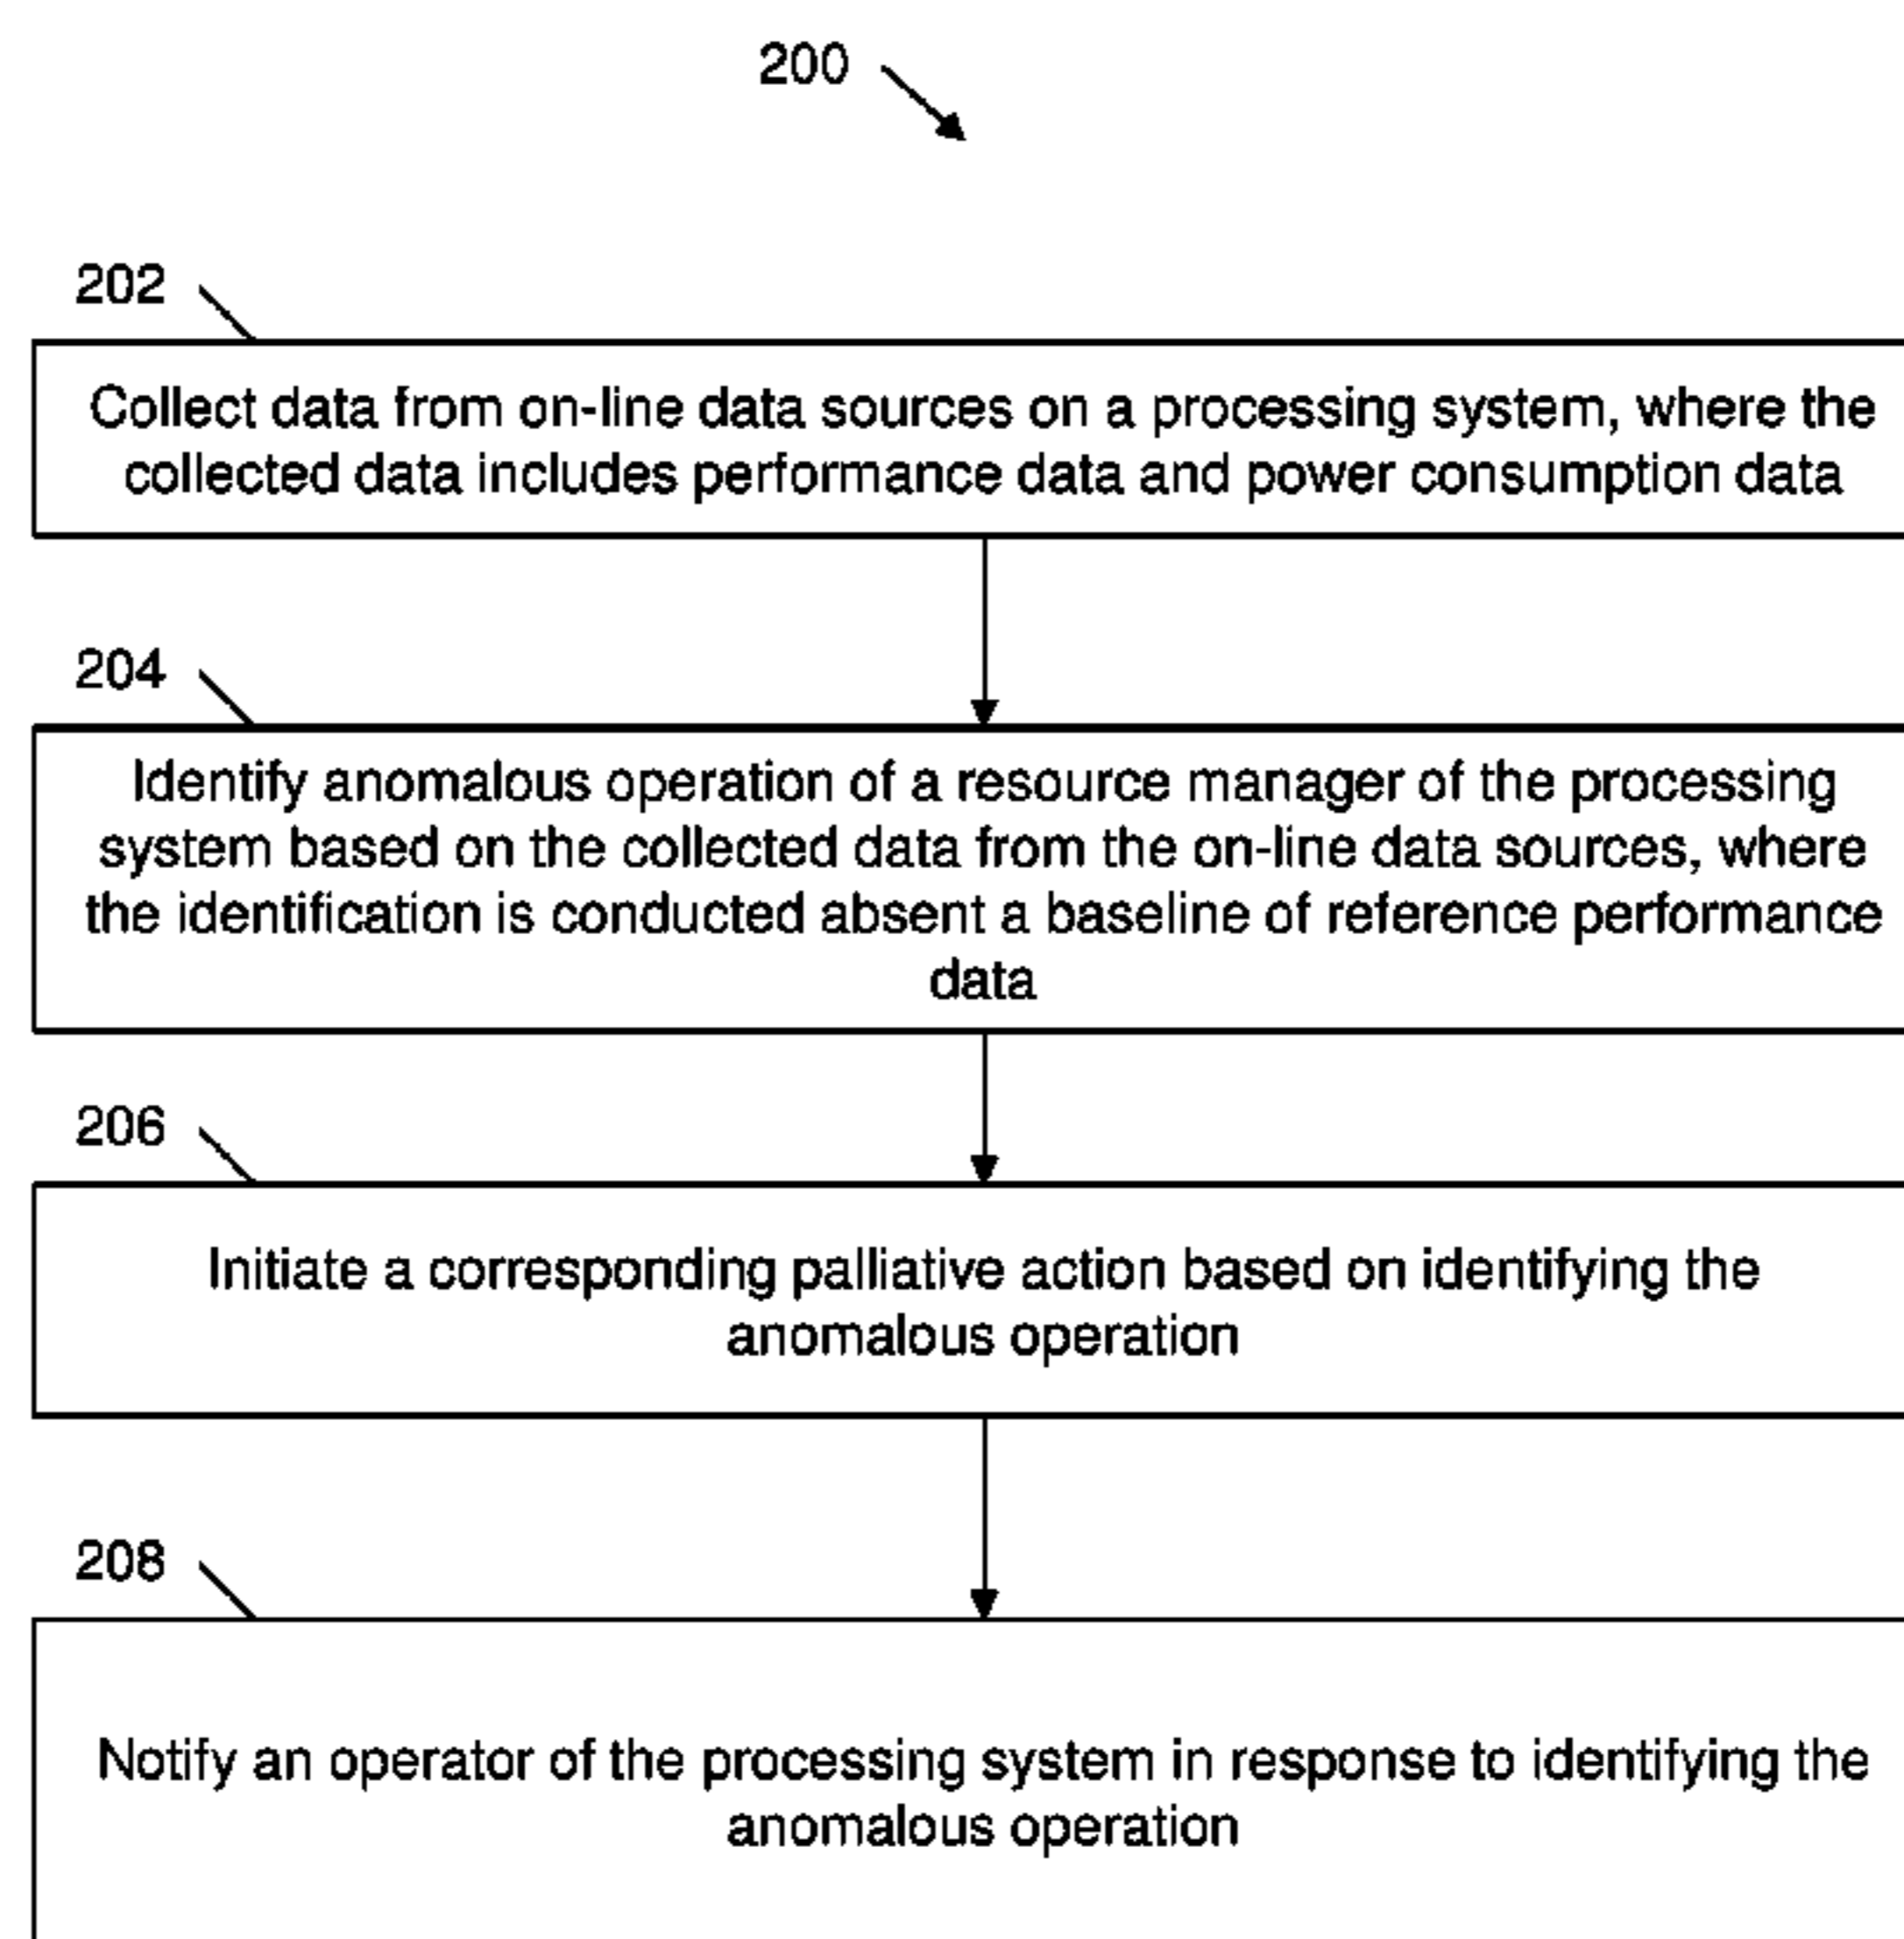 200
202
Collect data from on-line data sources on a processing system, where the
collected data includes performance data and power consumption data
204
Identify anomalous operation of a resource manager of the processing
system based on the collected data from the on-line data sources, where
the identification is conducted absent a baseline of reference performance
data
206
Initiate a corresponding palliative action based on identifying the
anomalous operation
208
Notify an operator of the processing system in response to identifying the
anomalous operation